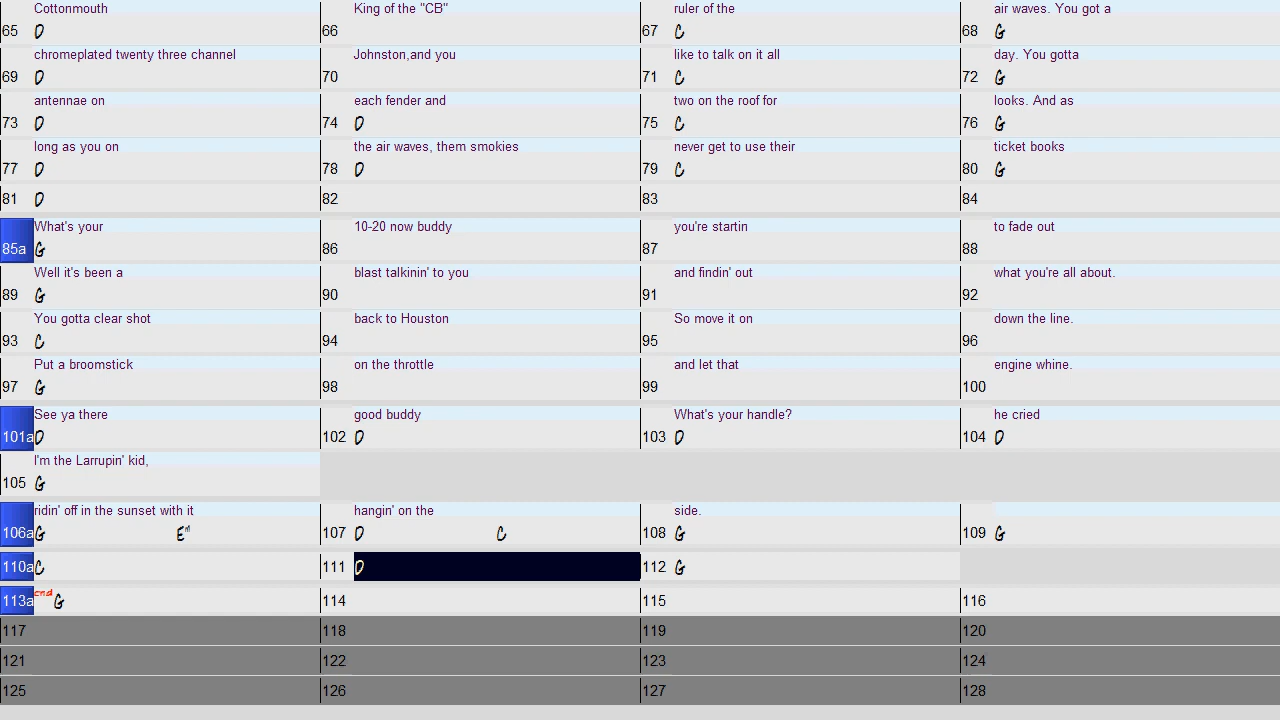 Cottonmouth King of the "CB" ruler of the air waves. You got a
65 D 66 67 C 68 G
chromeplated twenty three channel Johnston,and you like to talk on it all day. You gotta
69 D 70 71 C 72 G
antennae on each fender and two on the roof for looks. And as
73 D 74 D 75 C 76 G
long as you on the air waves, them smokies never get to use their ticket books
77 D 78 D 79 C 80 G
81 D 82 83 84
What's your 10-20 now buddy you're startin to fade out
85a G 86 87 88
Well it's been a blast talkinin' to you and findin' out what you're all about.
89 G 90 91 92
You gotta clear shot back to Houston So move it on down the line.
93 C 94 95 96
Put a broomstick on the throttle and let that engine whine.
97 G 98 99 100
See ya there good buddy What's your handle? he cried
101a D 102 D 103 D 104 D
I'm the Larrupin' kid,
105 G
ridin' off in the sunset with it hangin' on the side.
106a G Em 107 D C 108 G 109 G
110a C 111 D 112 G
113a end G 114 115 116
117 118 119 120
121 122 123 124
125 126 127 128